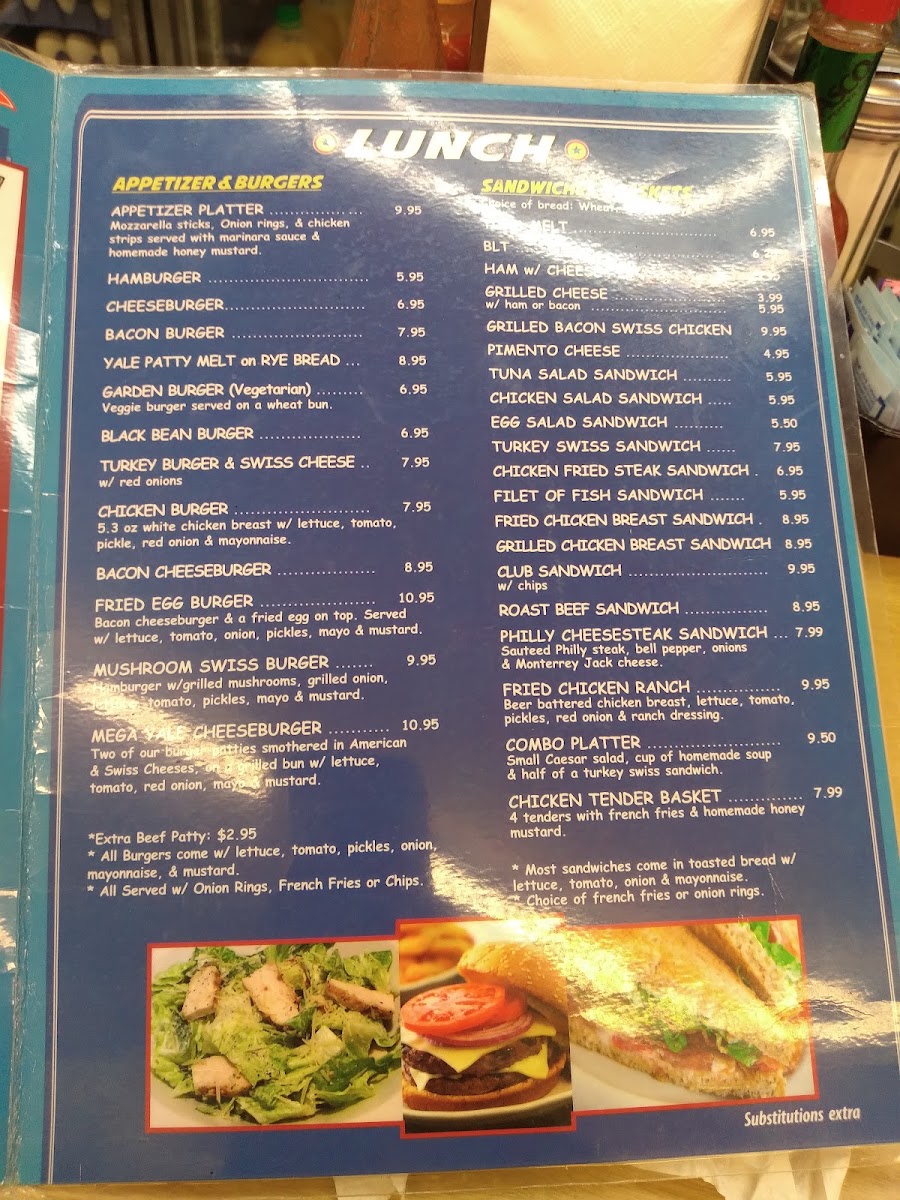 LUNCH
APPETIZER & BURGERS
APPETIZER PLATTER .................. 9.95
Mozzarella sticks, Onion rings, & chicken
strips served with marinara sauce &
homemade honey mustard.
HAMBURGER ............................... 5.95
CHEESEBURGER........................... 6.95
BACON BURGER ......................... 7.95
YALE PATTY MELT on RYE BREAD ... 8.95
GARDEN BURGER (Vegetarian) ......... 6.95
Veggie burger served on a wheat bun.
BLACK BEAN BURGER ................... 6.95
TURKEY BURGER & SWISS CHEESE .. 7.95
w/ red onions
CHICKEN BURGER ......................... 7.95
5.3 oz white chicken breast w/ lettuce, tomato,
pickle, red onion & mayonnaise.
BACON CHEESEBURGER .................. 8.95
FRIED EGG BURGER ..................... 10.95
Bacon cheeseburger & a fried egg on top. Served
w/ lettuce, tomato, onion, pickles, mayo & mustard.
MUSHROOM SWISS BURGER ....... 9.95
Hamburger w/grilled mushrooms, grilled onion,
lettuce, tomato, pickles, mayo & mustard.
MEGA YALE CHEESEBURGER ........... 10.95
Two of our burger patties smothered in American
& Swiss Cheeses, on a grilled bun w/ lettuce,
tomato, red onion, mayo & mustard.
*Extra Beef Patty: $2.95
* All Burgers come w/ lettuce, tomato, pickles, onion,
mayonnaise, & mustard.
* All Served w/ Onion Rings, French Fries or Chips.
SANDWICHES BASKETS
Choice of bread: Wheat,
MELT ........................... 6.95
BLT
HAM w/ CHEESE
GRILLED CHEESE ...................... 3.99
w/ ham or bacon ........................... 5.95
GRILLED BACON SWISS CHICKEN 9.95
PIMENTO CHEESE ..................... 4.95
TUNA SALAD SANDWICH .......... 5.95
CHICKEN SALAD SANDWICH ..... 5.95
EGG SALAD SANDWICH .......... 5.50
TURKEY SWISS SANDWICH ...... 7.95
CHICKEN FRIED STEAK SANDWICH . 6.95
FILET OF FISH SANDWICH ....... 5.95
FRIED CHICKEN BREAST SANDWICH . 8.95
GRILLED CHICKEN BREAST SANDWICH 8.95
CLUB SANDWICH .......................... 9.95
w/ chips
ROAST BEEF SANDWICH ................ 8.95
PHILLY CHEESESTEAK SANDWICH ... 7.99
Sauteed Philly steak, bell pepper, onions
& Monterrey Jack cheese.
FRIED CHICKEN RANCH ................ 9.95
Beer battered chicken breast, lettuce, tomato,
pickles, red onion & ranch dressing.
COMBO PLATTER ......................... 9.50
Small Caesar salad, cup of homemade soup
& half of a turkey swiss sandwich.
CHICKEN TENDER BASKET .............. 7.99
4 tenders with french fries & homemade honey
mustard.
* Most sandwiches come in toasted bread w/
lettuce, tomato, onion & mayonnaise.
* Choice of french fries or onion rings.
Substitutions extra